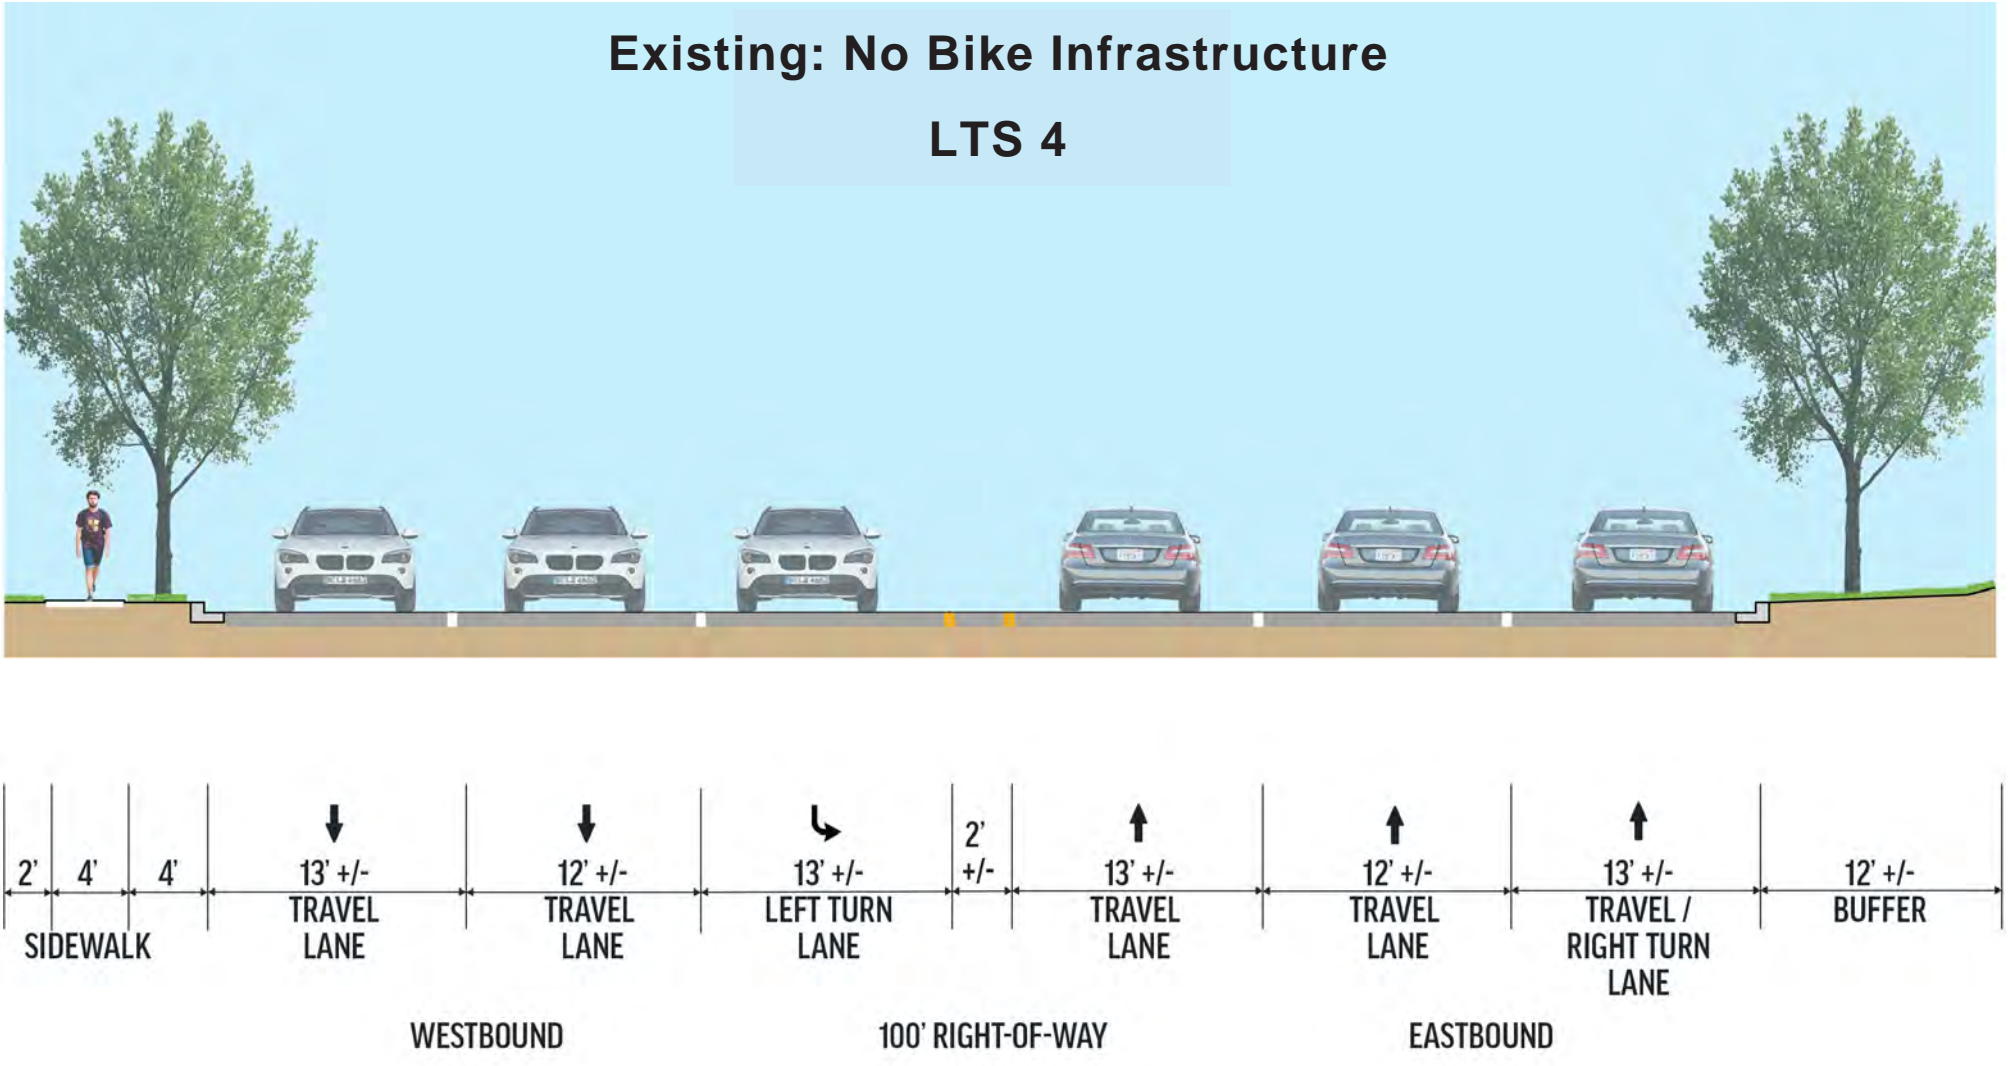 Existing: No Bike Infrastructure
LTS 4
2’ 4’ 4’ 13’ +/- 12’ +/- 13’ +/- 2’ +/- 13’ +/- 12’ +/- 13’ +/- 12’ +/-
SIDEWALK
TRAVEL
LANE
TRAVEL
LANE
LEFT TURN
LANE
TRAVEL
LANE
TRAVEL
LANE
TRAVEL /
RIGHT TURN
LANE
BUFFER
WESTBOUND
100’ RIGHT-OF-WAY
EASTBOUND